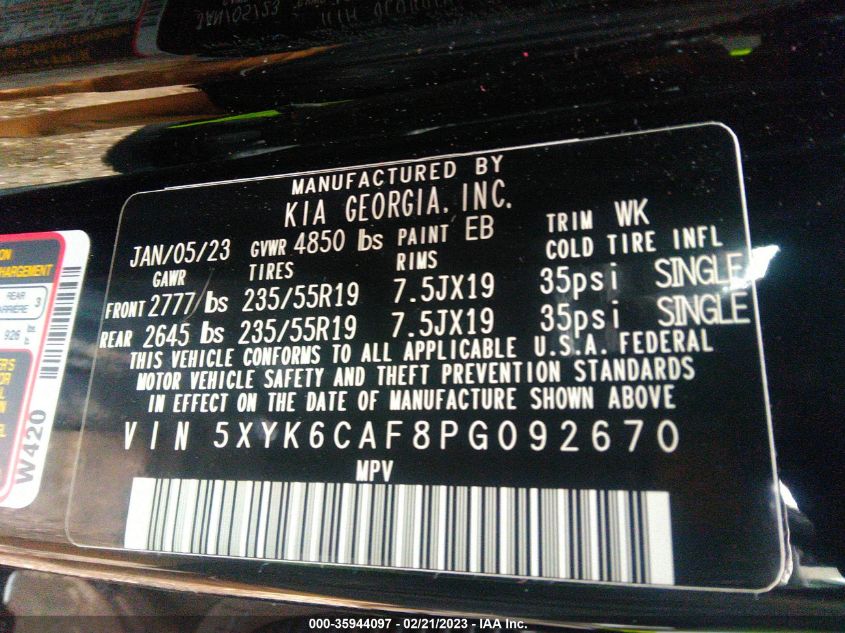 MANUFACTURED BY
KIA GEORGIA, INC.
JAN/05/23 GVWR 4850 lbs PAINT EB TRIM WK
GAWR TIRES RIMS COLD TIRE INFL
FRONT 2777 lbs 235/55R19 7.5JX19 35psi SINGLE
REAR 2645 lbs 235/55R19 7.5JX19 35psi SINGLE
THIS VEHICLE CONFORMS TO ALL APPLICABLE U.S.A. FEDERAL
MOTOR VEHICLE SAFETY AND THEFT PREVENTION STANDARDS
IN EFFECT ON THE DATE OF MANUFACTURE SHOWN ABOVE
VIN 5XYK6CAF8PG092670
MPV
REAR 3
926
W420
000-35944097 - 02/21/2023 - IAA Inc.